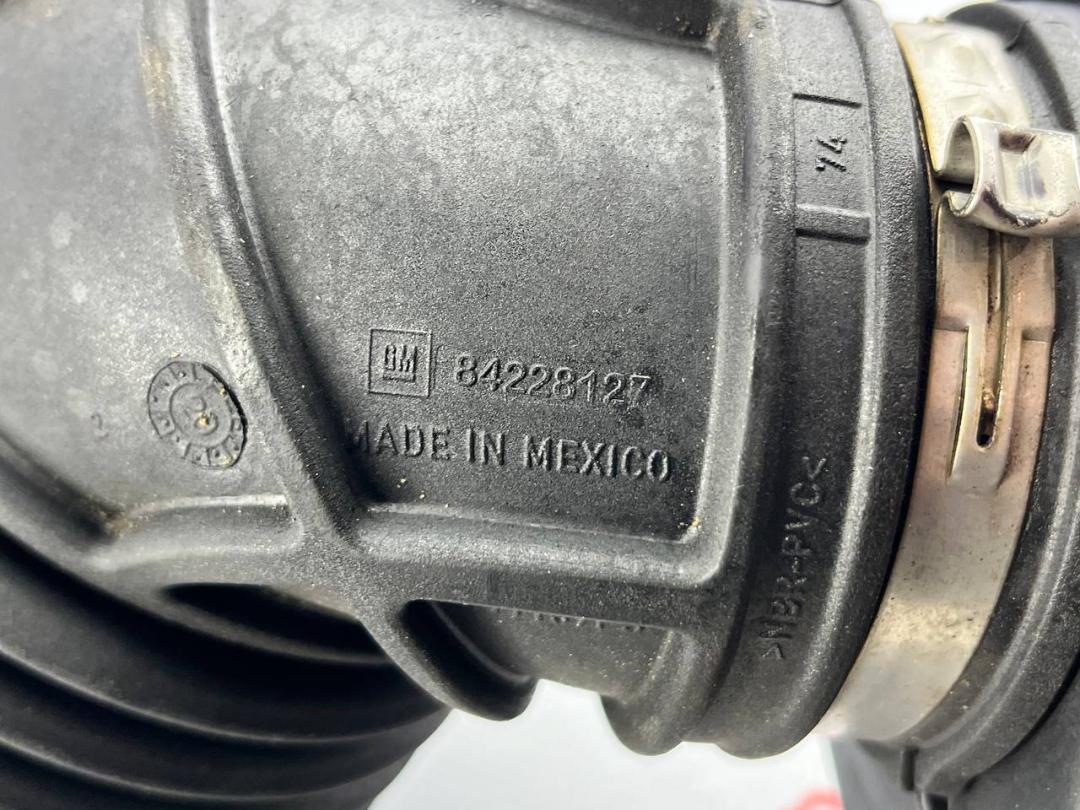 74
GM 84228127
MADE IN MEXICO
>NBR-PVC<